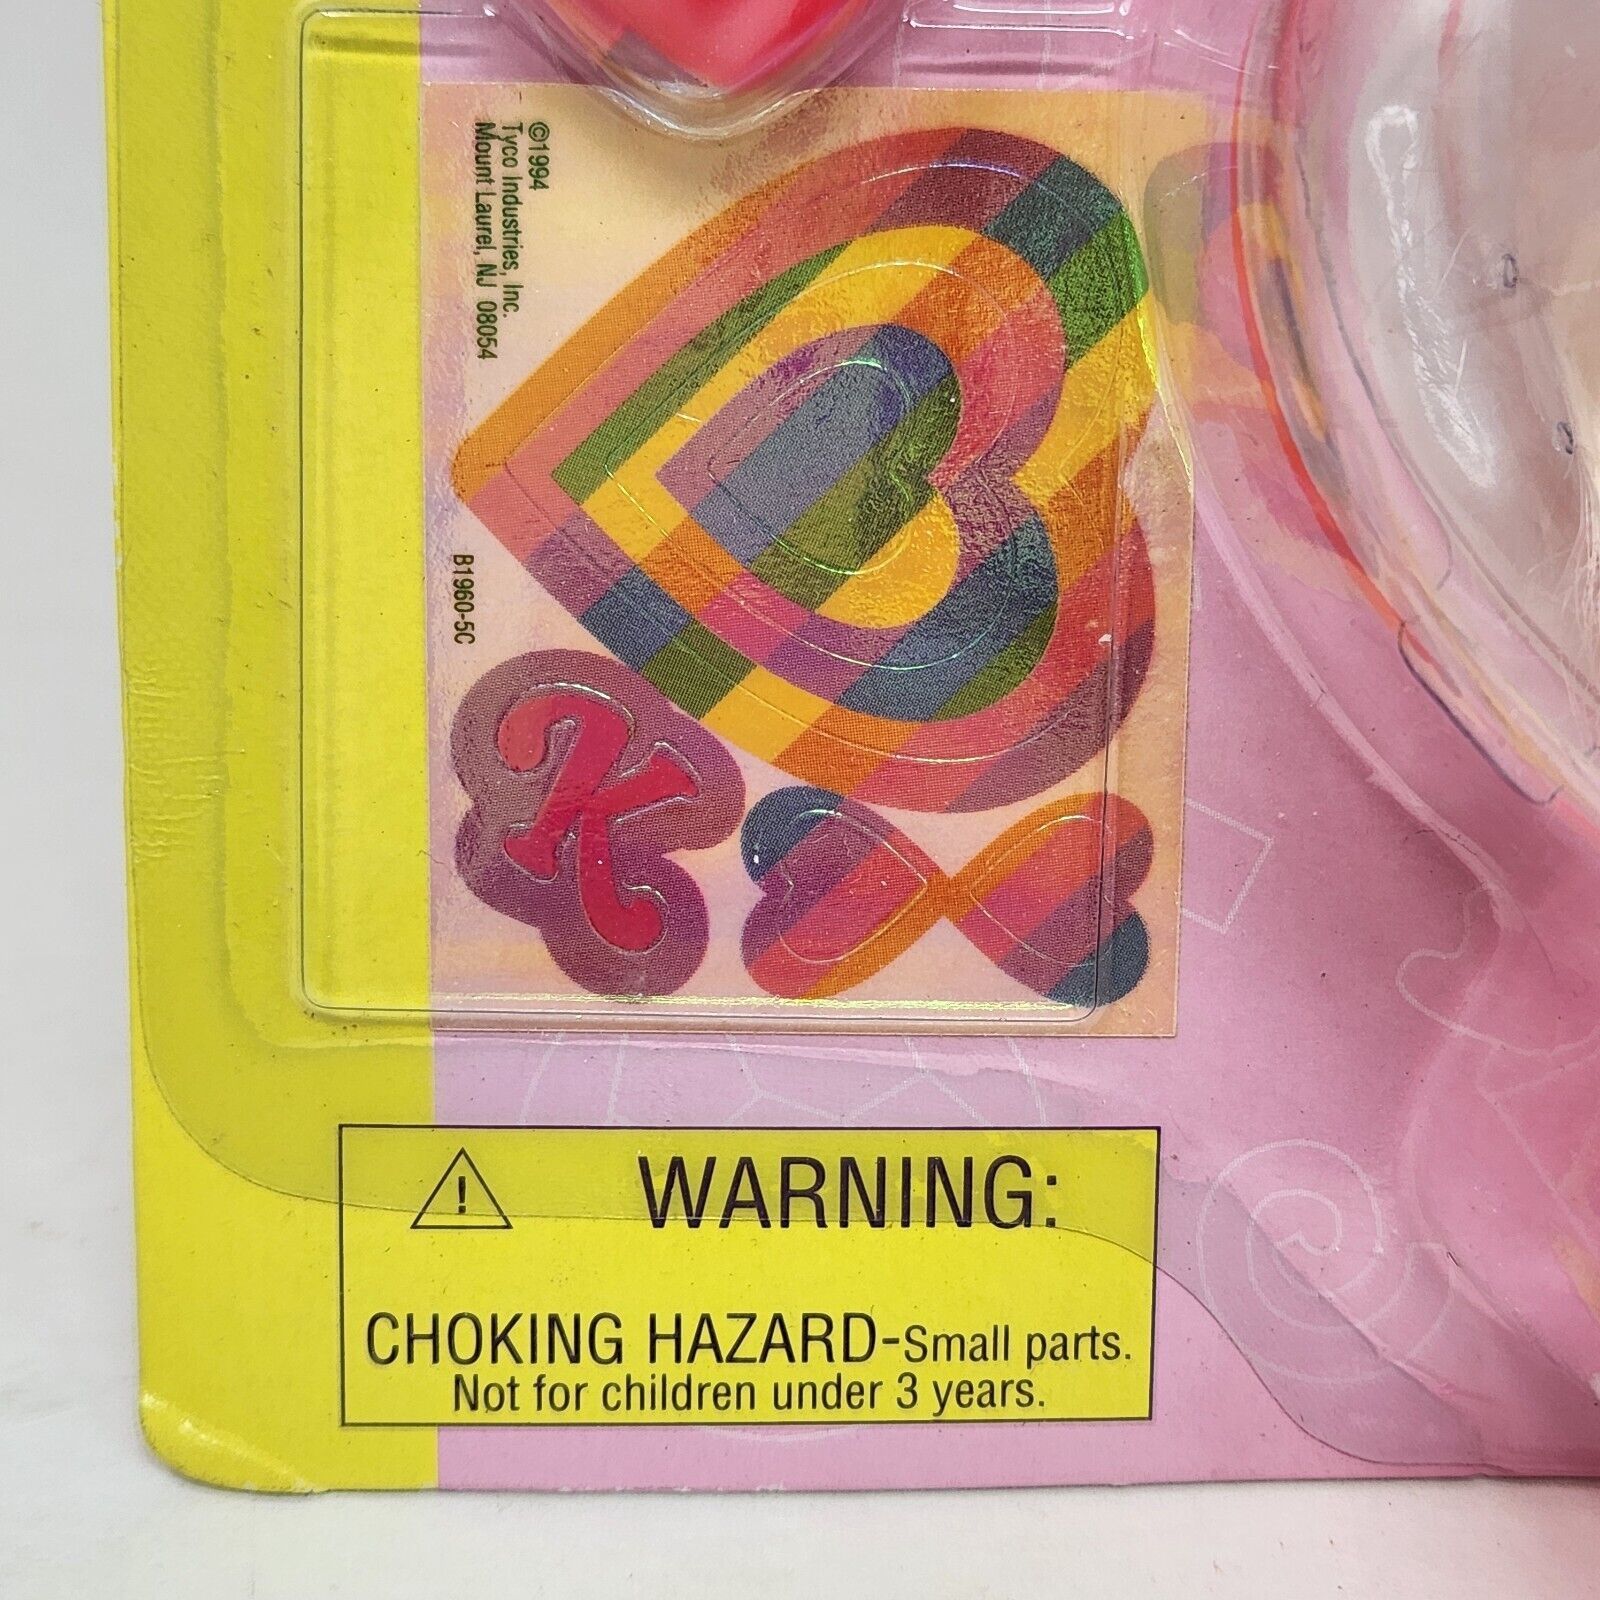 ©1994
Tyco Industries, Inc.
Mount Laurel, NJ 08054
B1960-5C
K
! WARNING:
CHOKING HAZARD-Small parts.
Not for children under 3 years.